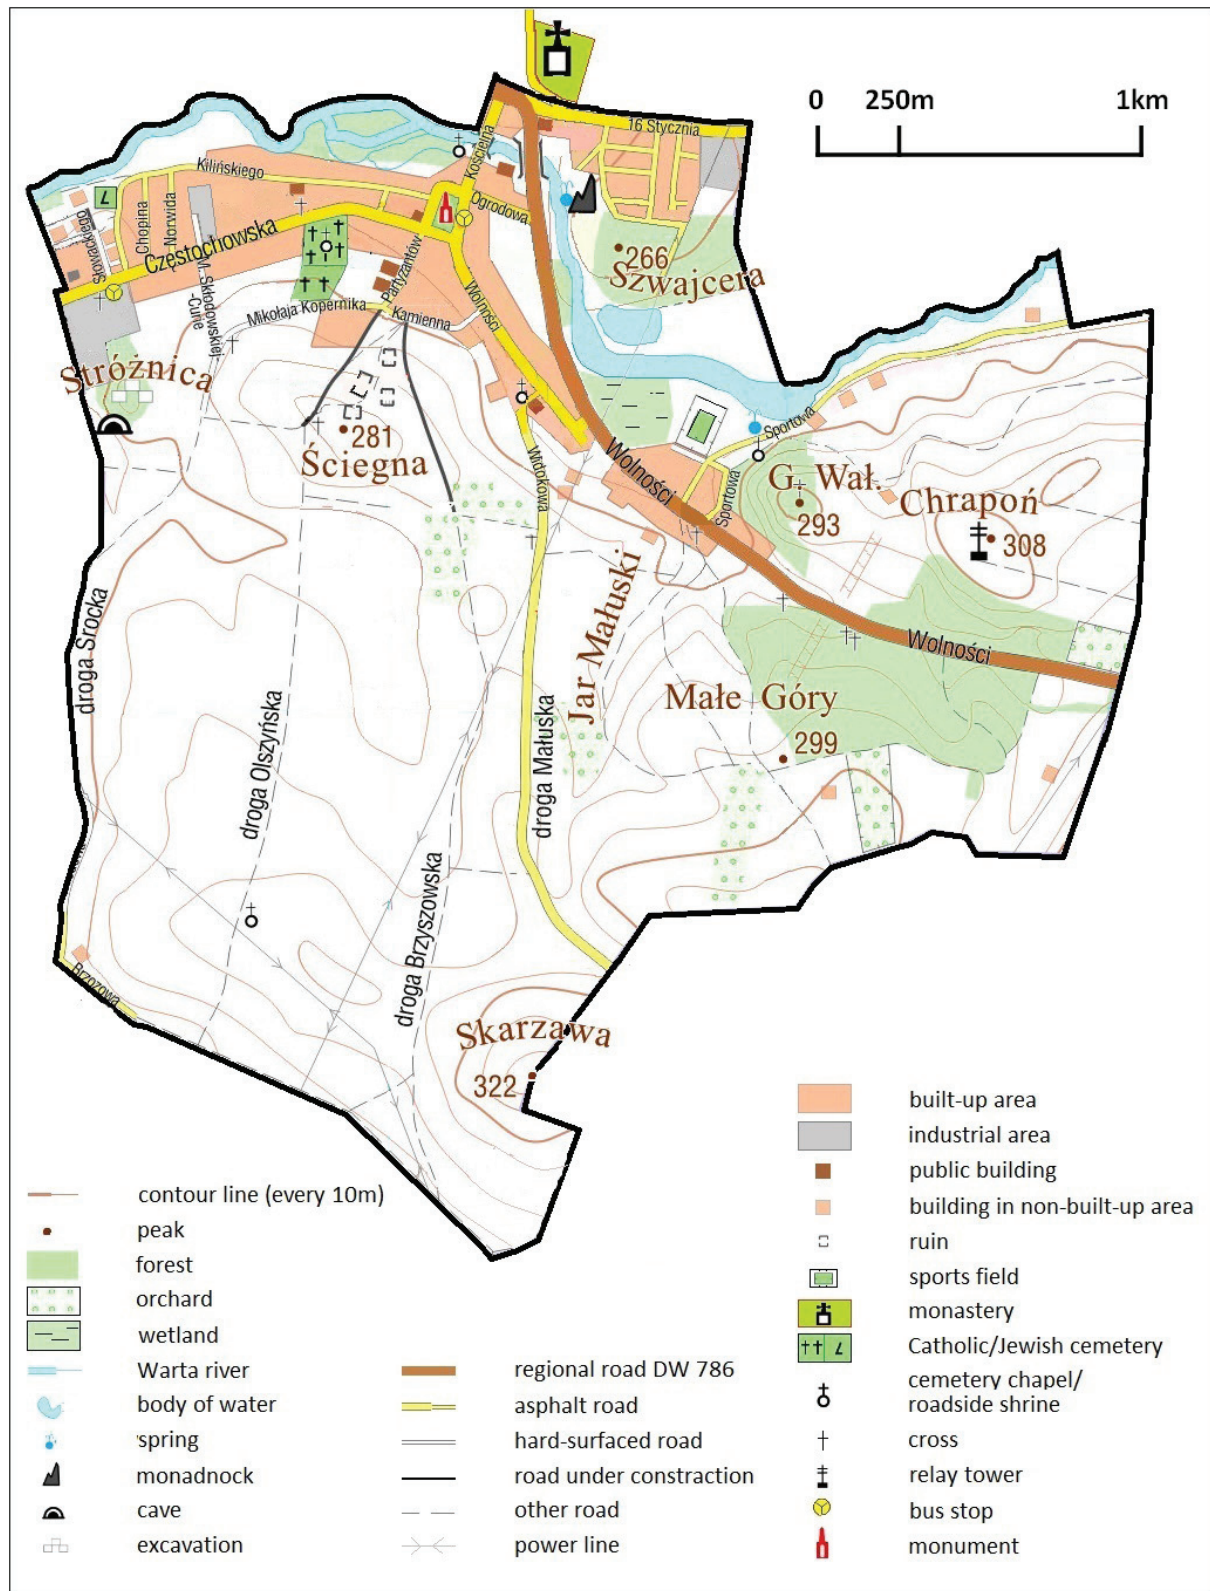 0 250m 1km
16 Stycznia
Kościelna
Kilińskiego
Ogrodowa
Słowackiego
Chopina
Norwida
Częstochowska
M. Skłodowskiej
-Curie
Partyzantów
Mikołaja Kopernika
Kamienna
Wolności
266
Szwajcera
Stróżnica
281
Ściegna
Widokowa
Wolności
Sportowa
Sportowa
G. Wał.
293
Chrapoń
308
Wolności
droga Srocka
droga Olszyńska
Jar Małuski
droga Małuska
Małe Góry
299
droga Brzyszowska
Brzozowa
Skarzawa
322
contour line (every 10m)
peak
forest
orchard
wetland
Warta river
body of water
spring
monadnock
cave
excavation
regional road DW 786
asphalt road
hard-surfaced road
road under constraction
other road
power line
built-up area
industrial area
public building
building in non-built-up area
ruin
sports field
monastery
Catholic/Jewish cemetery
cemetery chapel/
roadside shrine
cross
relay tower
bus stop
monument